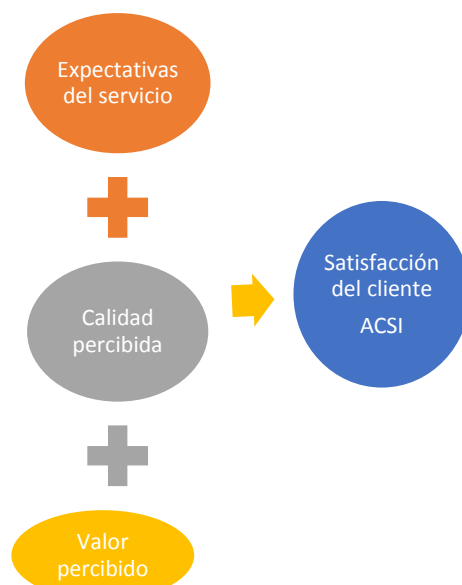 Expectativas
del servicio
Calidad
percibida
Satisfacción
del cliente
ACSI
Valor
percibido